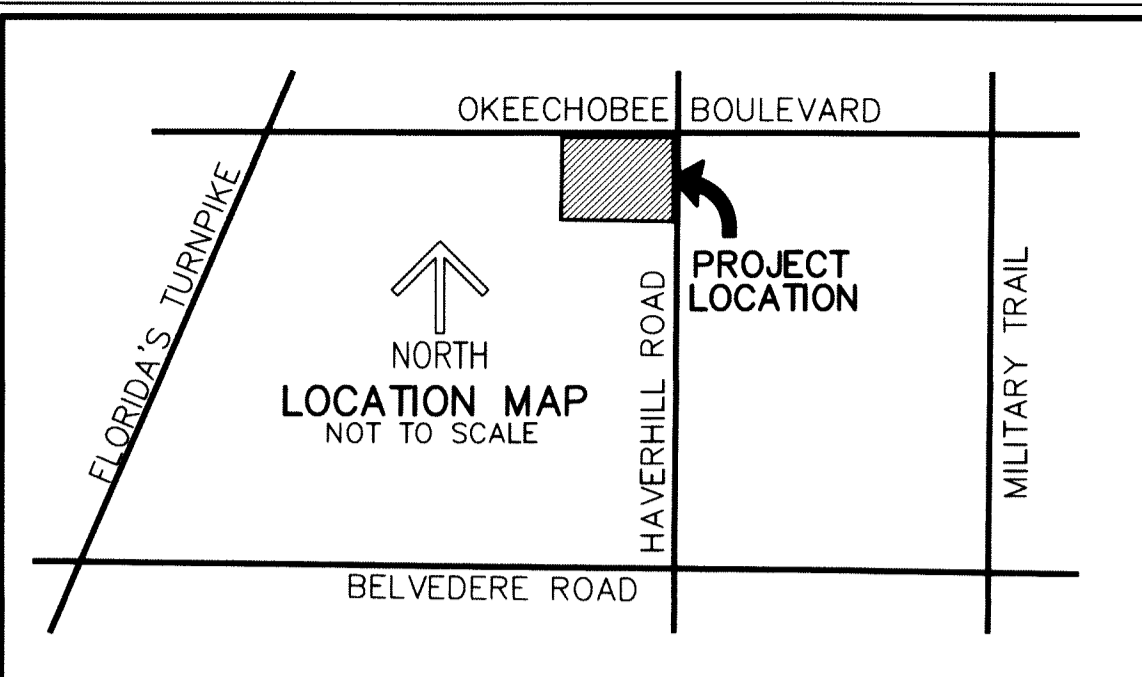 OKEECHOBEE BOULEVARD
FLORIDA'S TURNPIKE
PROJECT
LOCATION
NORTH
LOCATION MAP
NOT TO SCALE
HAVERHILL ROAD
MILITARY TRAIL
BELVEDERE ROAD